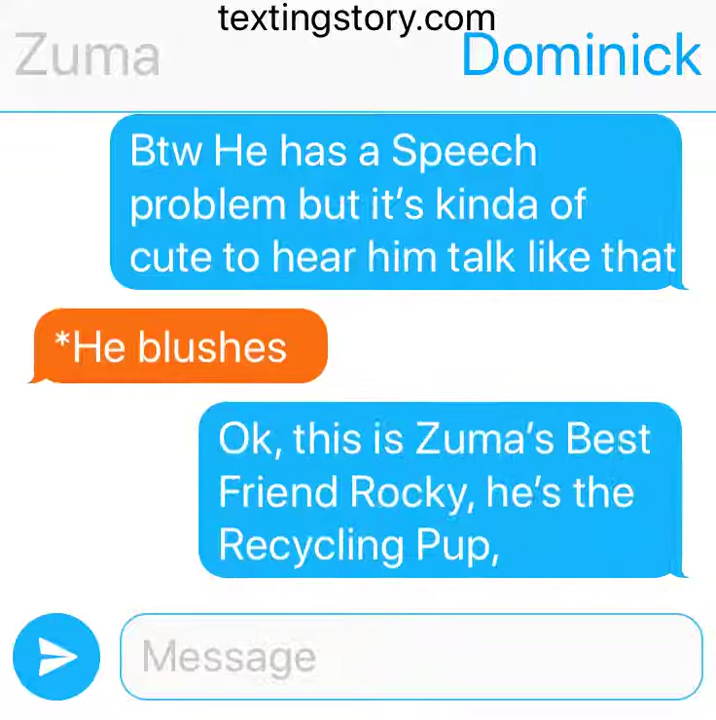 textingstory.com
Zuma Dominick
Btw He has a Speech
problem but it’s kinda of
cute to hear him talk like that
*He blushes
Ok, this is Zuma’s Best
Friend Rocky, he’s the
Recycling Pup,
Message